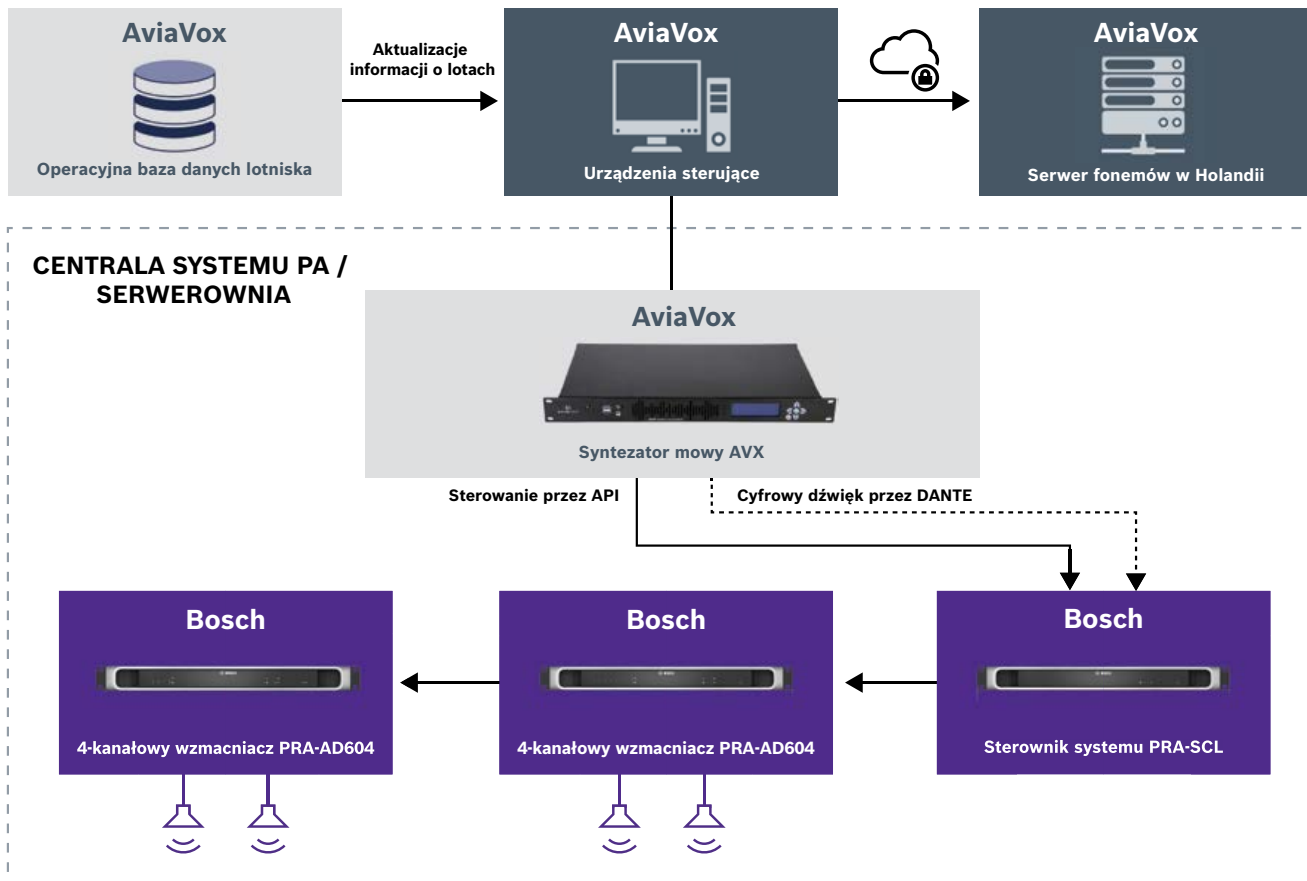 AviaVox
Operacyjna baza danych lotniska
Aktualizacje
informacji o lotach
AviaVox
Urządzenia sterujące
AviaVox
Serwer fonemów w Holandii
CENTRALA SYSTEMU PA /
SERWEROWNIA
AviaVox
Syntezator mowy AVX
Sterowanie przez API
Cyfrowy dźwięk przez DANTE
Bosch
4-kanałowy wzmacniacz PRA-AD604
Bosch
4-kanałowy wzmacniacz PRA-AD604
Bosch
Sterownik systemu PRA-SCL